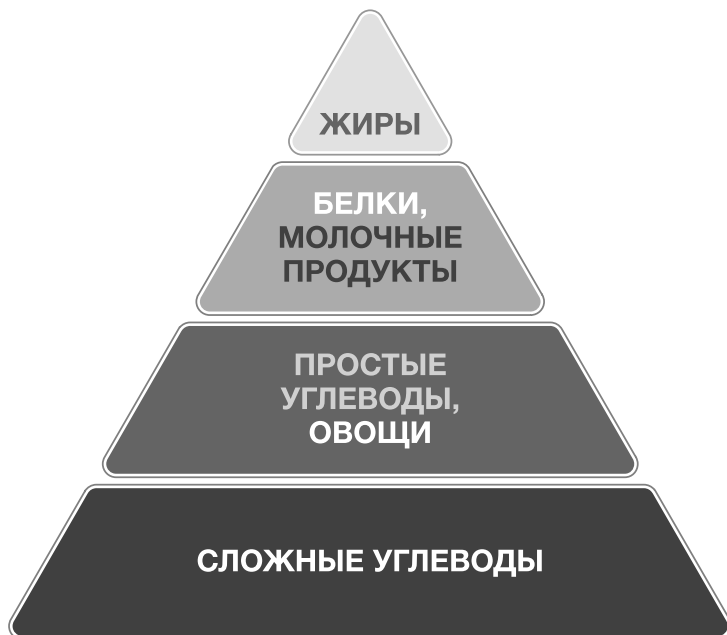 ЖИРЫ
БЕЛКИ,
МОЛОЧНЫЕ
ПРОДУКТЫ
ПРОСТЫЕ
УГЛЕВОДЫ,
ОВОЩИ
СЛОЖНЫЕ УГЛЕВОДЫ